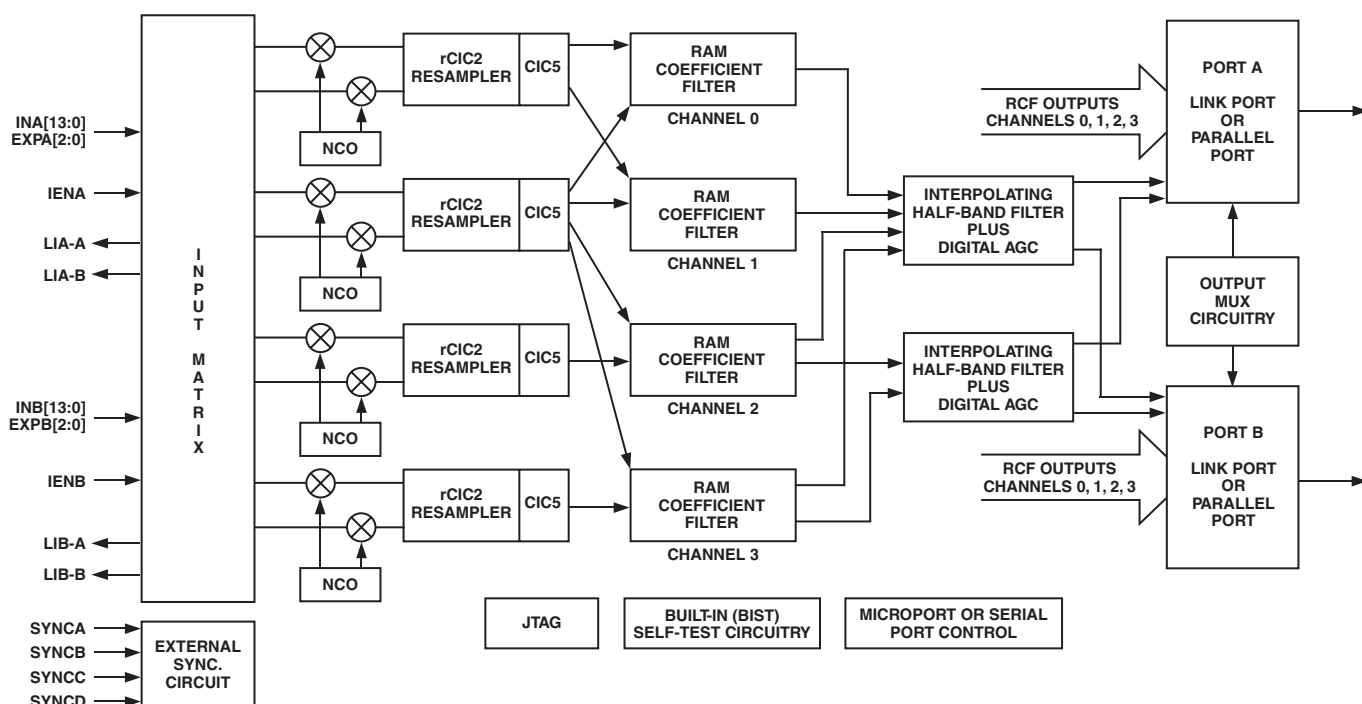 INA[13:0]
EXPA[2:0]
IENA
LIA-A
LIA-B
INB[13:0]
EXPB[2:0]
IENB
LIB-A
LIB-B
SYNCA
SYNCB
SYNCC
SYNCD
INPUT MATRIX
EXTERNAL
SYNC.
CIRCUIT
NCO
NCO
NCO
NCO
rCIC2
RESAMPLER
CIC5
rCIC2
RESAMPLER
CIC5
rCIC2
RESAMPLER
CIC5
rCIC2
RESAMPLER
CIC5
RAM
COEFFICIENT
FILTER
CHANNEL 0
RAM
COEFFICIENT
FILTER
CHANNEL 1
RAM
COEFFICIENT
FILTER
CHANNEL 2
RAM
COEFFICIENT
FILTER
CHANNEL 3
INTERPOLATING
HALF-BAND FILTER
PLUS
DIGITAL AGC
INTERPOLATING
HALF-BAND FILTER
PLUS
DIGITAL AGC
RCF OUTPUTS
CHANNELS 0, 1, 2, 3
PORT A
LINK PORT
OR
PARALLEL
PORT
OUTPUT
MUX
CIRCUITRY
RCF OUTPUTS
CHANNELS 0, 1, 2, 3
PORT B
LINK PORT
OR
PARALLEL
PORT
JTAG
BUILT-IN (BIST)
SELF-TEST CIRCUITRY
MICROPORT OR SERIAL
PORT CONTROL